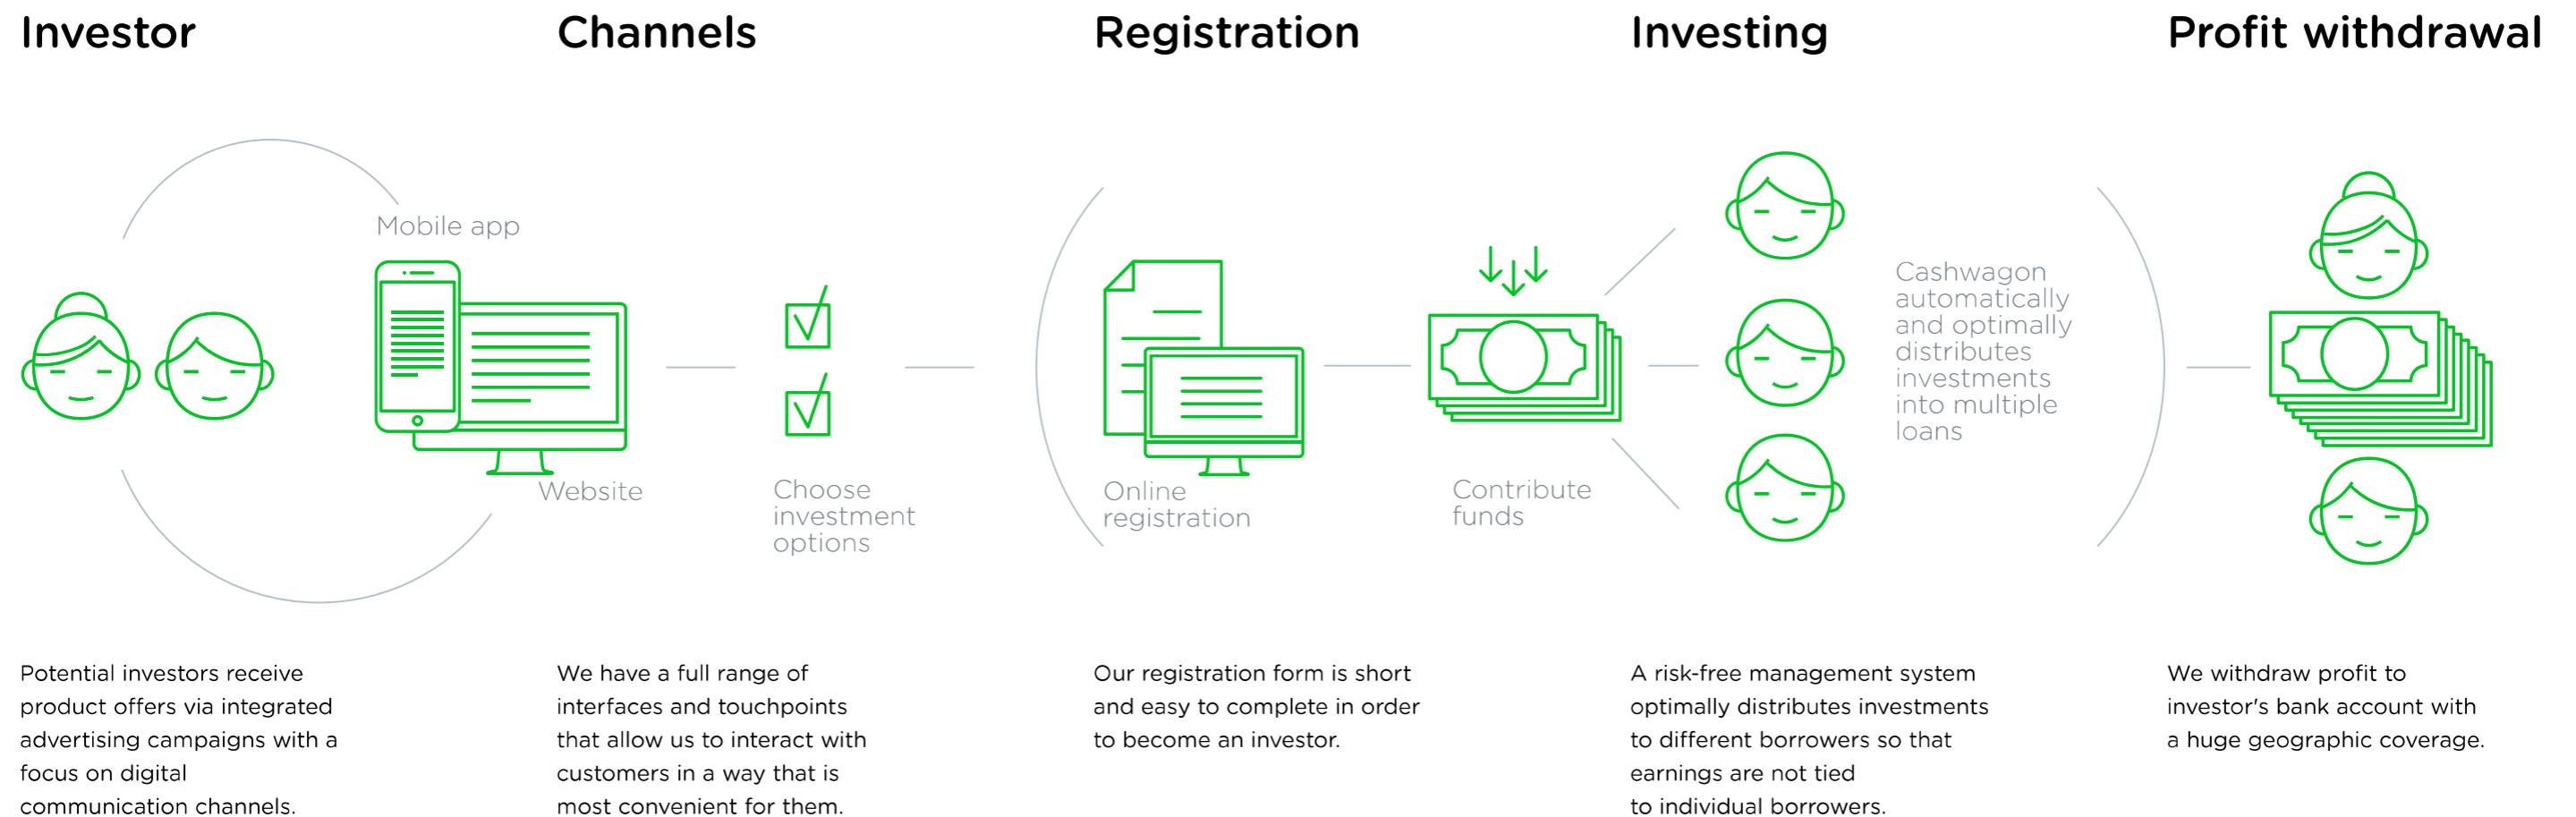 Investor
Channels
Registration
Investing
Profit withdrawal
Mobile app
Website
Choose
investment
options
Online
registration
Contribute
funds
Cashwagon
automatically
and optimally
distributes
investments
into multiple
loans
Potential investors receive
product offers via integrated
advertising campaigns with a
focus on digital
communication channels.
We have a full range of
interfaces and touchpoints
that allow us to interact with
customers in a way that is
most convenient for them.
Our registration form is short
and easy to complete in order
to become an investor.
A risk-free management system
optimally distributes investments
to different borrowers so that
earnings are not tied
to individual borrowers.
We withdraw profit to
investor's bank account with
a huge geographic coverage.